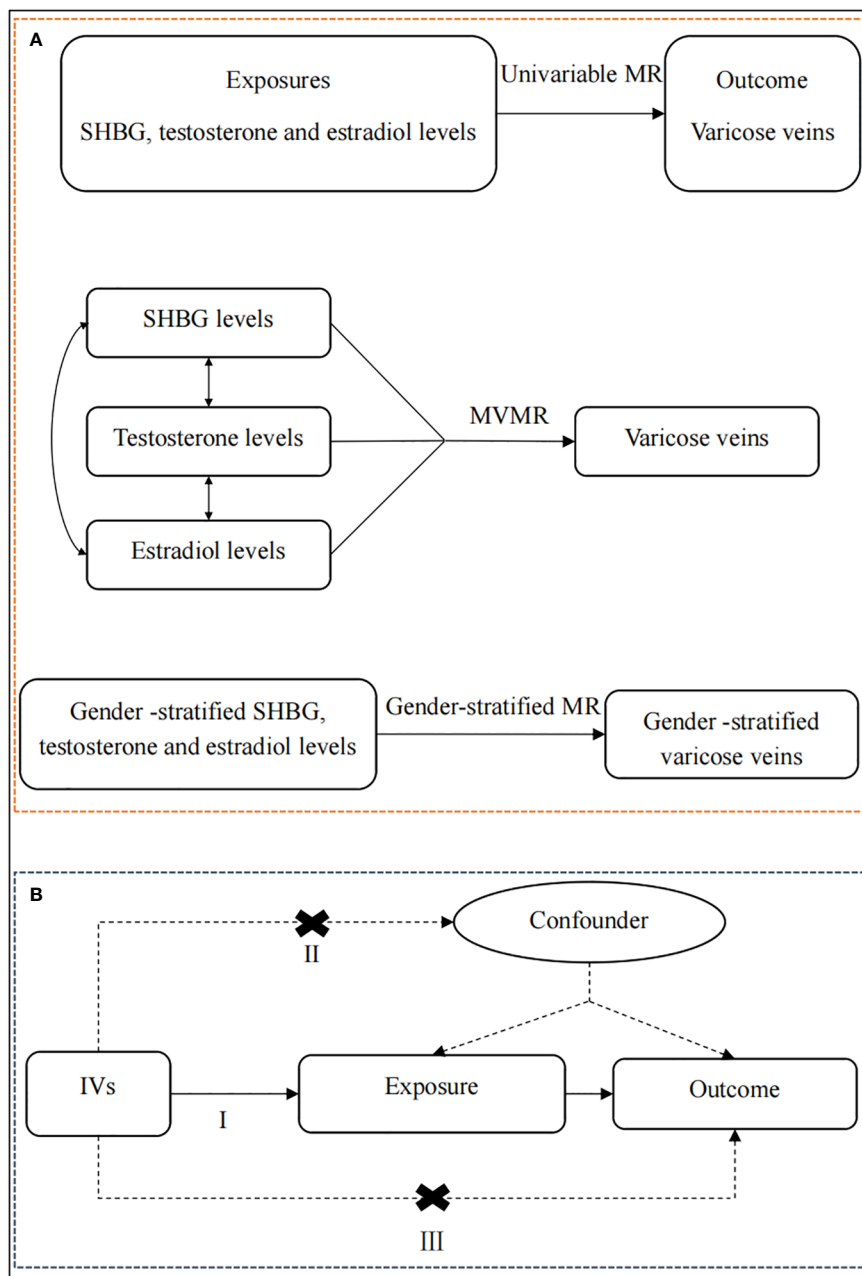 A
Exposures
SHBG, testosterone and estradiol levels
Univariable MR
Outcome
Varicose veins
SHBG levels
Testosterone levels
Estradiol levels
MVMR
Varicose veins
Gender -stratified SHBG,
testosterone and estradiol levels
Gender-stratified MR
Gender -stratified
varicose veins
B
II
Confounder
IVs
I
Exposure
Outcome
III